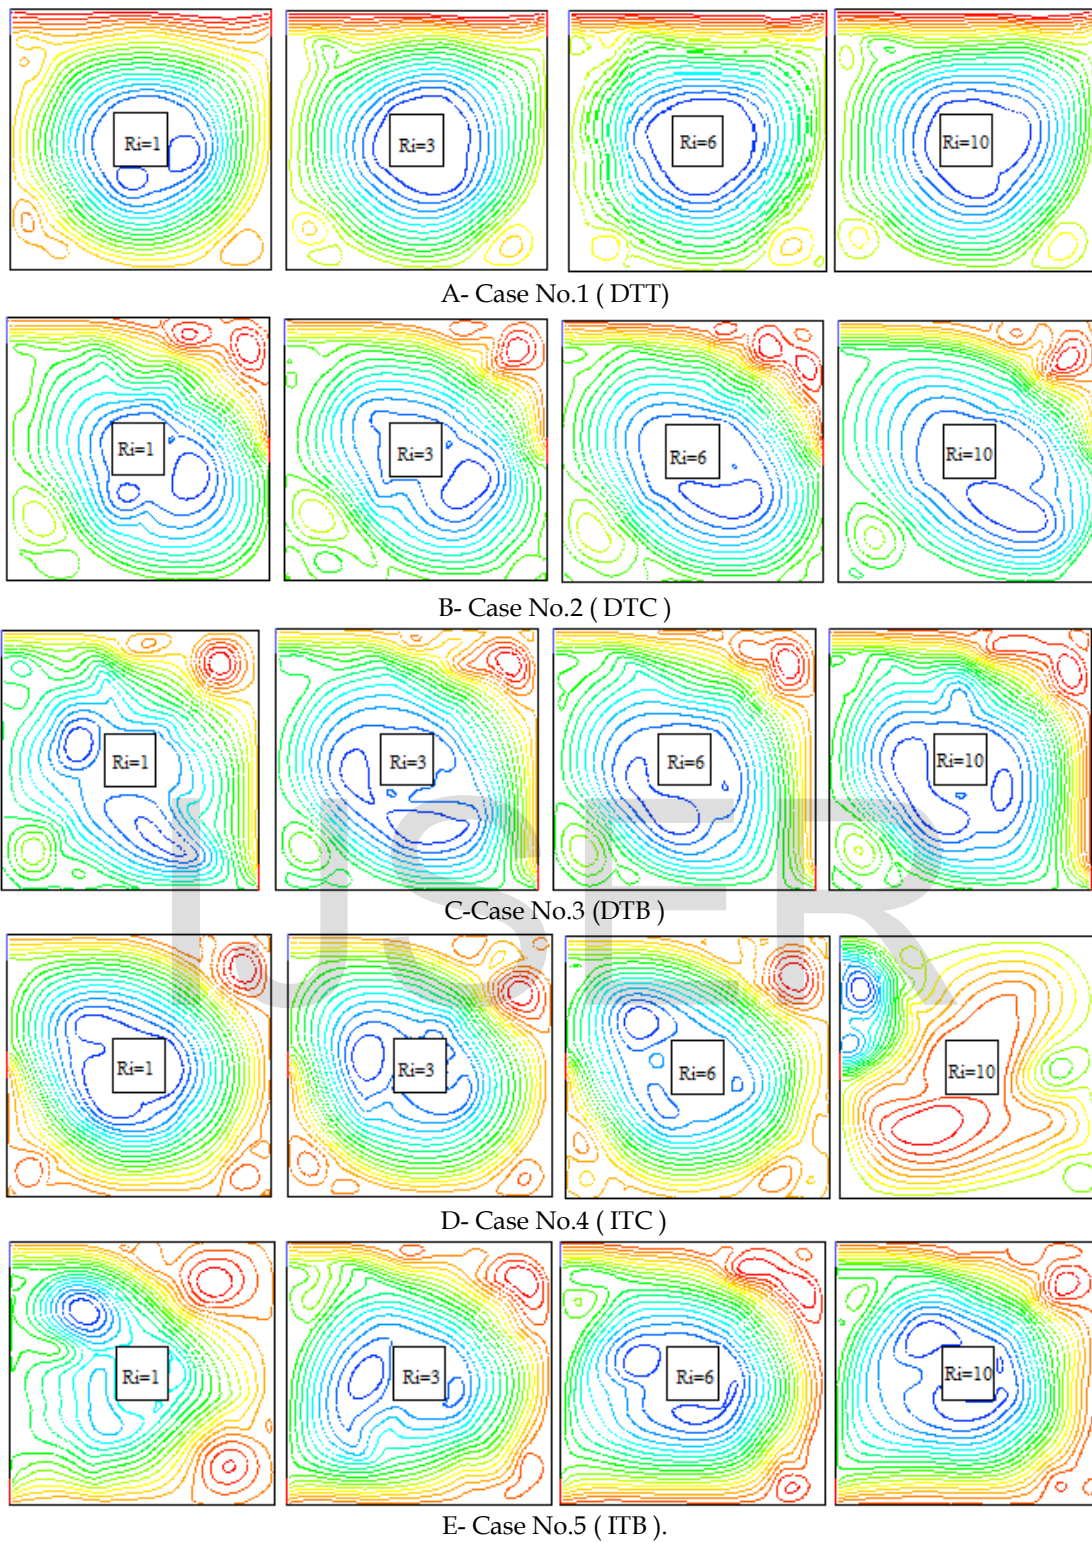 Ri=1 Ri=3 Ri=6 Ri=10
A- Case No.1 ( DTT)
Ri=1 Ri=3 Ri=6 Ri=10
B- Case No.2 ( DTC )
Ri=1 Ri=3 Ri=6 Ri=10
C-Case No.3 (DTB )
Ri=1 Ri=3 Ri=6 Ri=10
D- Case No.4 ( ITC )
Ri=1 Ri=3 Ri=6 Ri=10
E- Case No.5 ( ITB ).
IJSER